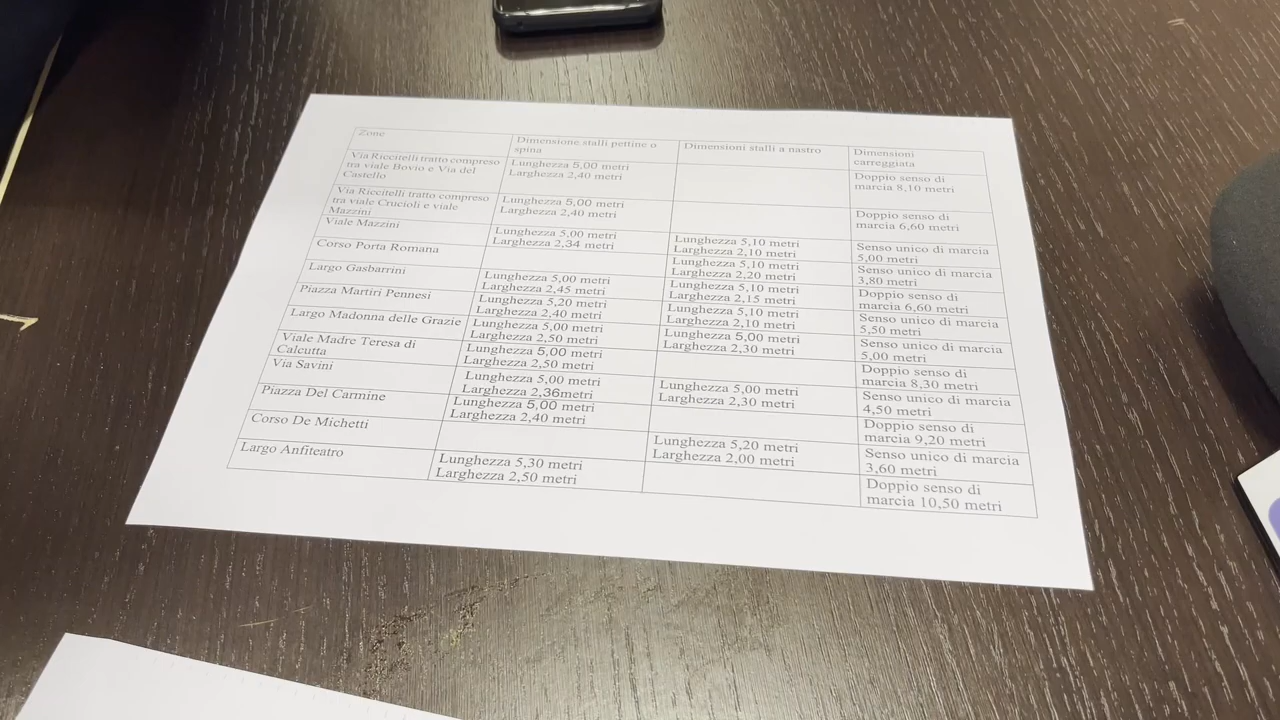 Zone
Dimensione stalli pettine o
spina
Dimensioni stalli a nastro
Dimensioni
carreggiata
Via Riccitelli tratto compreso
tra viale Bovio e Via del
Castello
Lunghezza 5,00 metri
Larghezza 2,40 metri
Doppio senso di
marcia 8,10 metri
Via Riccitelli tratto compreso
tra viale Crucioli e viale
Mazzini
Lunghezza 5,00 metri
Larghezza 2,40 metri
Doppio senso di
marcia 6,60 metri
Viale Mazzini
Lunghezza 5,00 metri
Larghezza 2,34 metri
Lunghezza 5,10 metri
Larghezza 2,10 metri
Senso unico di marcia
5,00 metri
Corso Porta Romana
Lunghezza 5,10 metri
Larghezza 2,20 metri
Senso unico di marcia
3,80 metri
Largo Gasbarrini
Lunghezza 5,00 metri
Larghezza 2,45 metri
Lunghezza 5,10 metri
Larghezza 2,15 metri
Doppio senso di
marcia 6,60 metri
Piazza Martiri Pennesi
Lunghezza 5,20 metri
Larghezza 2,40 metri
Lunghezza 5,10 metri
Larghezza 2,10 metri
Senso unico di marcia
5,50 metri
Largo Madonna delle Grazie
Lunghezza 5,00 metri
Larghezza 2,50 metri
Lunghezza 5,00 metri
Larghezza 2,30 metri
Senso unico di marcia
5,00 metri
Viale Madre Teresa di
Calcutta
Lunghezza 5,00 metri
Larghezza 2,50 metri
Doppio senso di
marcia 8,30 metri
Via Savini
Lunghezza 5,00 metri
Larghezza 2,36metri
Lunghezza 5,00 metri
Larghezza 2,30 metri
Senso unico di marcia
4,50 metri
Piazza Del Carmine
Lunghezza 5,00 metri
Larghezza 2,40 metri
Doppio senso di
marcia 9,20 metri
Corso De Michetti
Lunghezza 5,20 metri
Larghezza 2,00 metri
Senso unico di marcia
3,60 metri
Largo Anfiteatro
Lunghezza 5,30 metri
Larghezza 2,50 metri
Doppio senso di
marcia 10,50 metri